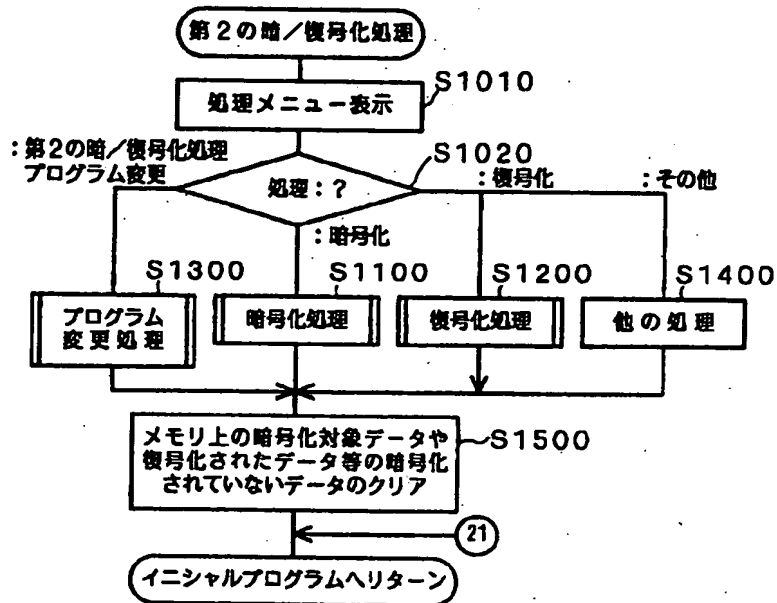 第2の暗／復号化処理
S1010
処理メニュー表示
：第2の暗／復号化処理
プログラム変更
S1020
処理：？
：復号化
：その他
：暗号化
S1300
S1100
S1200
S1400
プログラム
変更処理
暗号化処理
復号化処理
他の処理
メモリ上の暗号化対象データや
復号化されたデータ等の暗号化
されていないデータのクリア
S1500
21
イニシャルプログラムへリターン